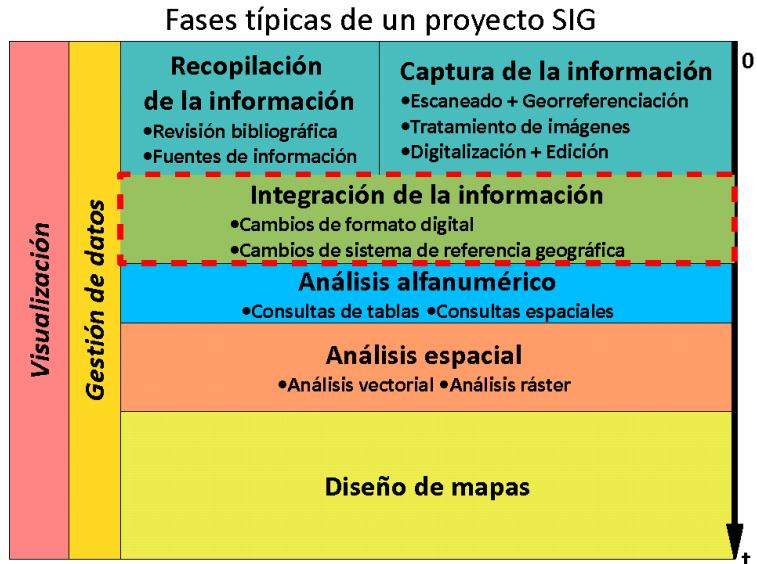 Fases típicas de un proyecto SIG
Visualización
Gestión de datos
Recopilación
de la información
•Revisión bibliográfica
•Fuentes de información
Captura de la información
•Escaneado + Georreferenciación
•Tratamiento de imágenes
•Digitalización + Edición
0
Integración de la información
•Cambios de formato digital
•Cambios de sistema de referencia geográfica
Análisis alfanumérico
•Consultas de tablas •Consultas espaciales
Análisis espacial
•Análisis vectorial •Análisis ráster
Diseño de mapas
t